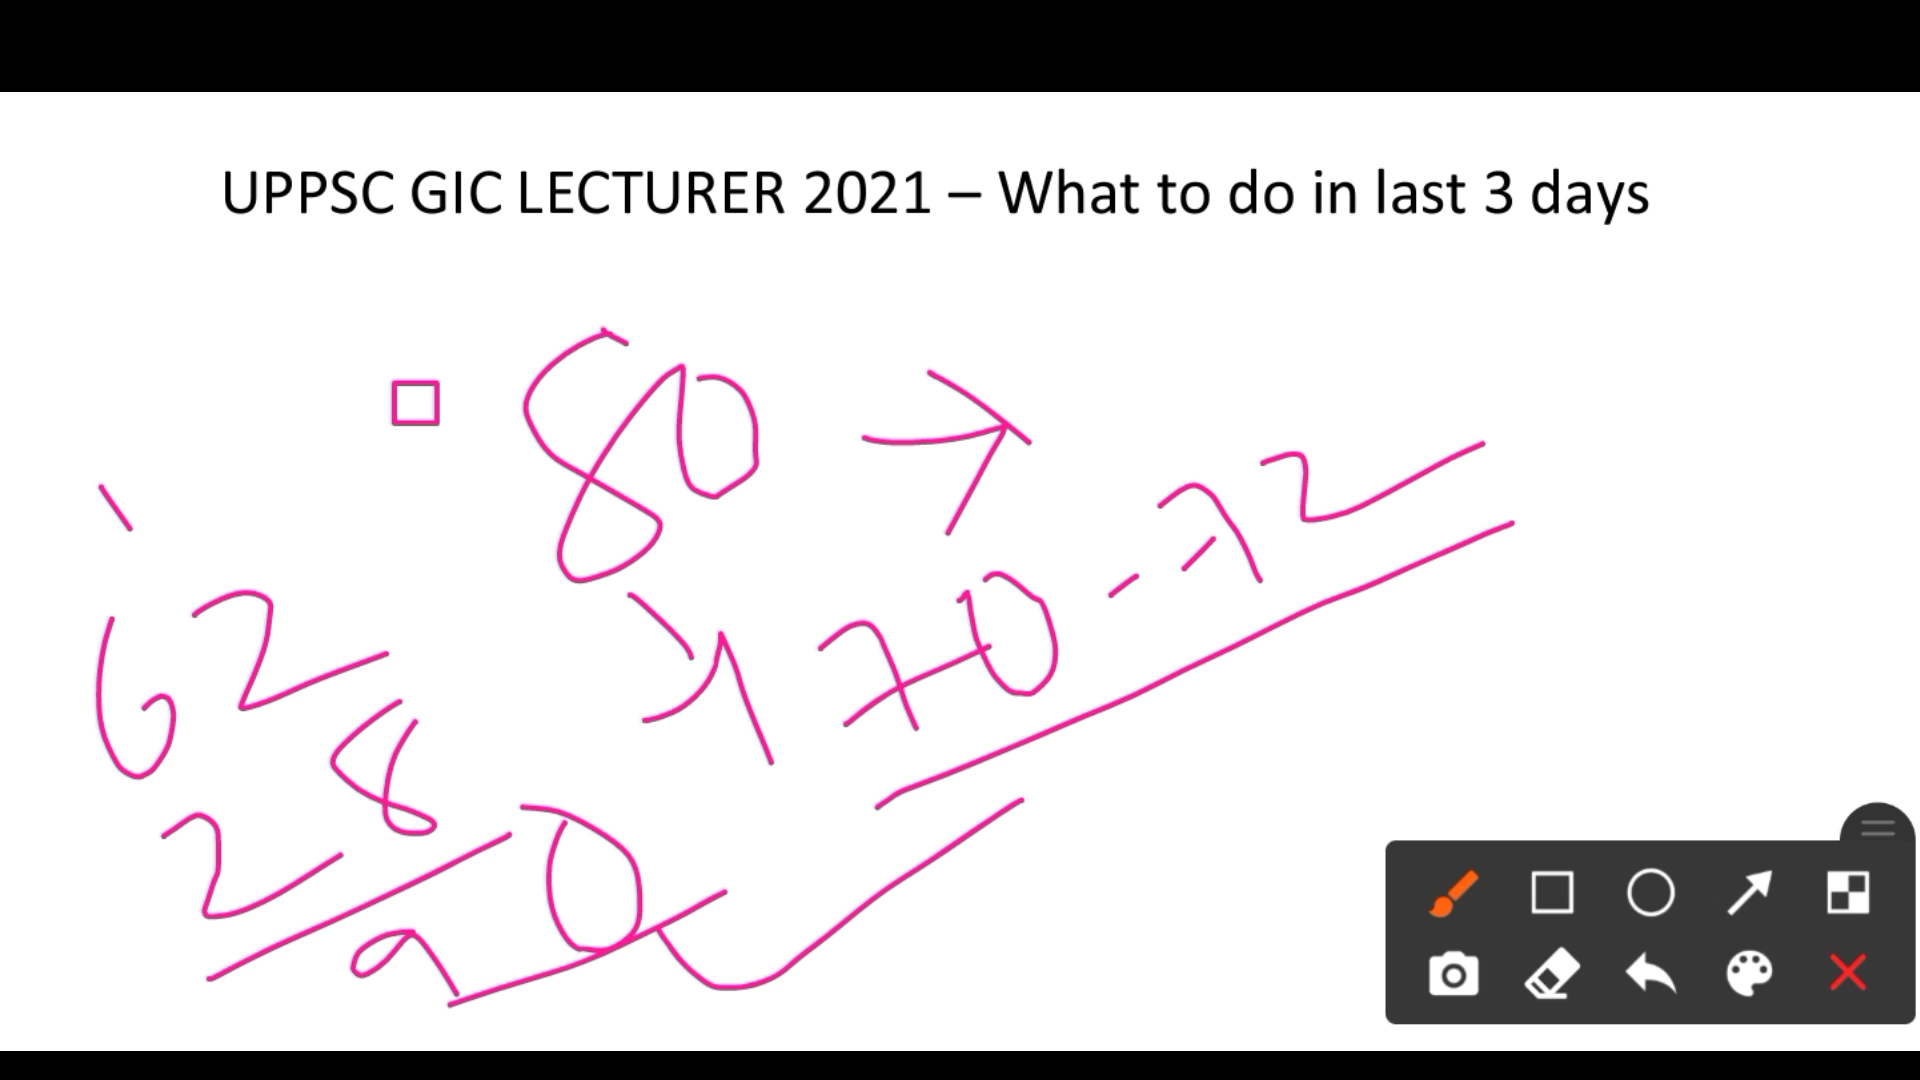 UPPSC GIC LECTURER 2021 – What to do in last 3 days
80 →
70 -- 72
62
28
90